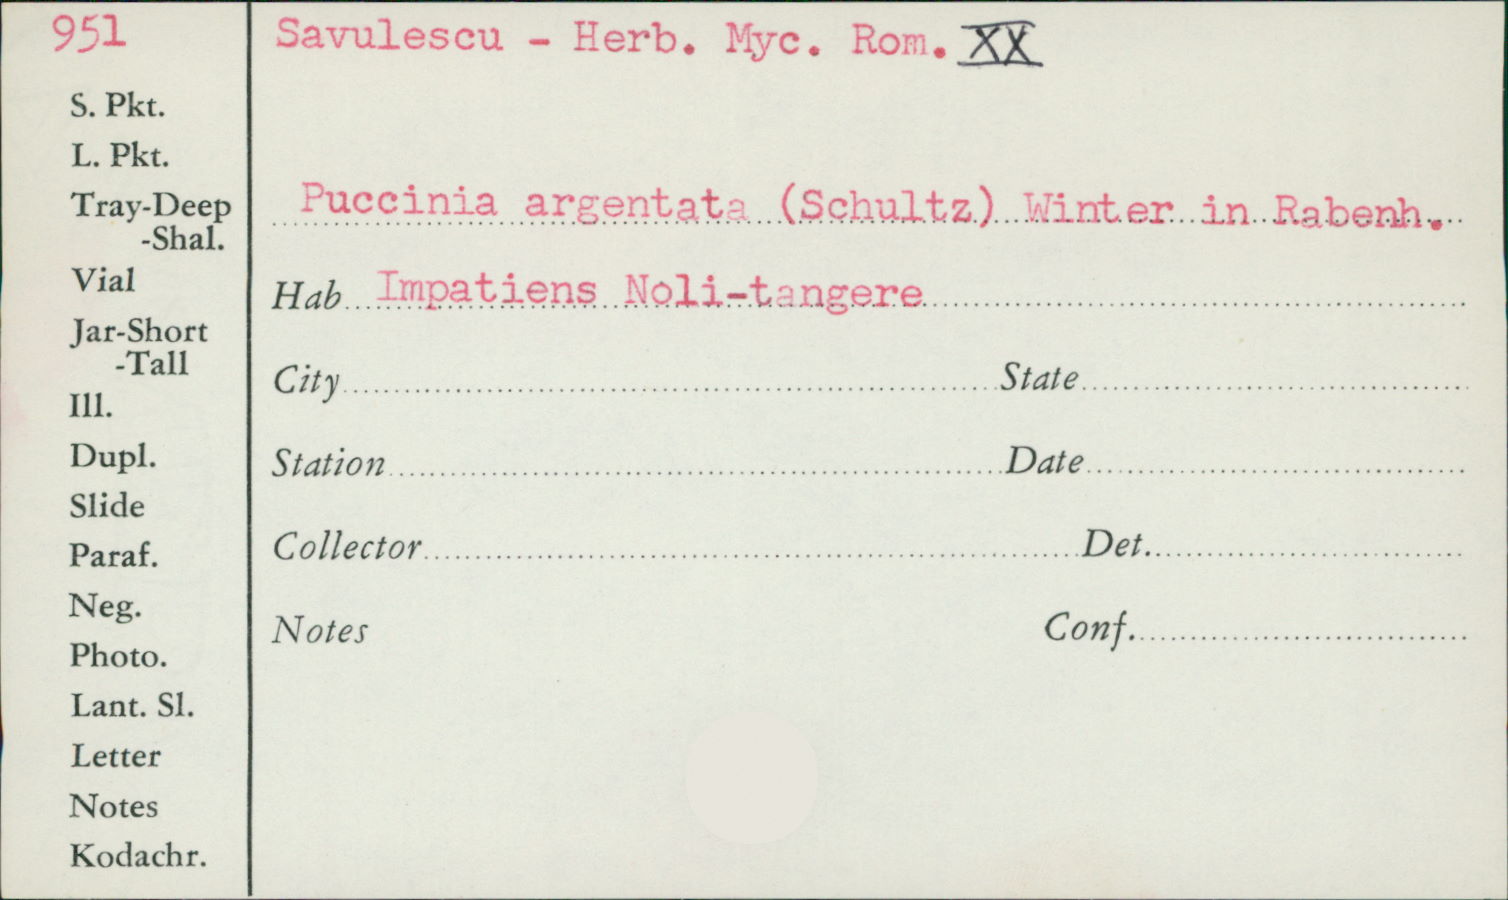 951
Savulescu - Herb. Myc. Rom. XX
S. Pkt.
L. Pkt.
Tray-Deep
-Shal.
Vial
Jar-Short
-Tall
Ill.
Dupl.
Slide
Paraf.
Neg.
Photo.
Lant. Sl.
Letter
Notes
Kodachr.
Puccinia argentata (Schultz) Winter in Rabenh.
Hab Impatiens Noli-tangere
City State
Station Date
Collector Det.
Notes Conf.